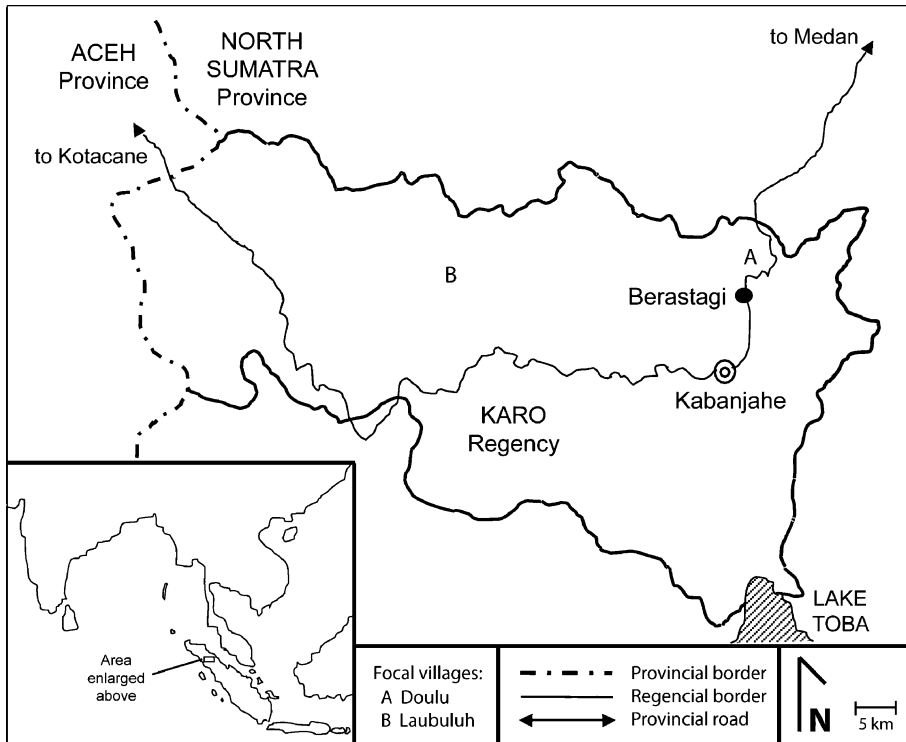 ACEH
Province
NORTH
SUMATRA
Province
to Medan
to Kotacane
A
B
Berastagi
Kabanjahe
KARO
Regency
LAKE
TOBA
Area
enlarged
above
Focal villages:
A Doulu
B Laubuluh
Provincial border
Regencial border
Provincial road
N
5 km